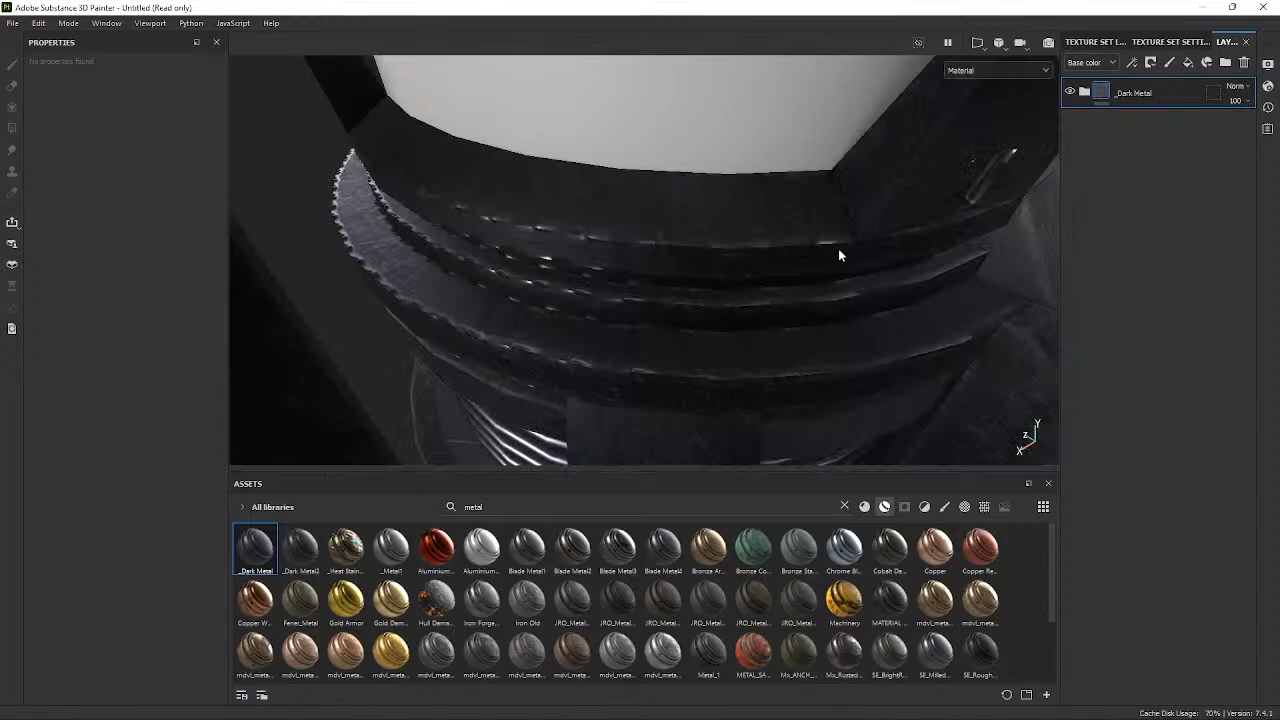 Adobe Substance 3D Painter - Untitled (Read only)
File Edit Mode Window Viewport Python JavaScript Help
PROPERTIES
No properties found
Material
TEXTURE SET L... TEXTURE SET SETTI... LAY...
Base color
_Dark Metal
Norm
100
Y
Z
X
ASSETS
All libraries
metal
_Dark Metal _Dark Metal2 _Heat Stain... _Metal1 Aluminium... Aluminium... Blade Metal1 Blade Metal2 Blade Metal3 Blade Metal4 Bronze Ar... Bronze Co... Bronze Sta... Chrome Bl... Cobalt Da... Copper Copper Re...
Copper W... Fener_Metal Gold Armor Gold Dam... Hull Dama... Iron Forge... Iron Old JRO_Metal... JRO_Metal... JRO_Metal... JRO_Metal... JRO_Metal... JRO_Metal... Machinery MATERIAL ... mdvl_meta... mdvl_meta...
mdvl_meta... mdvl_meta... mdvl_meta... mdvl_meta... mdvl_meta... mdvl_meta... mdvl_meta... mdvl_meta... mdvl_meta... mdvl_meta... Metal_1 METAL_SA... Mx_ANCH_... Mx_Rusted... SE_BrightR... SE_Milled... SE_Rough...
Cache Disk Usage: 70% | Version: 7.4.1